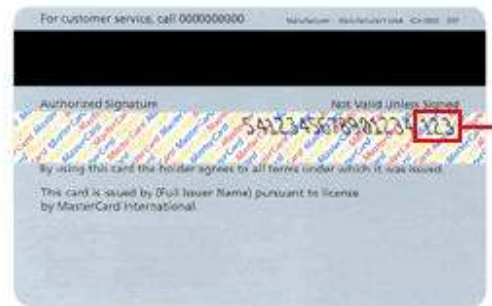 For customer service, call 0000000000
Authorized Signature Not Valid Unless Signed
5412345678901234 123
By using this card the holder agrees to all terms under which it was issued.
This card is issued by (Full Issuer Name) pursuant to license
by MasterCard International.